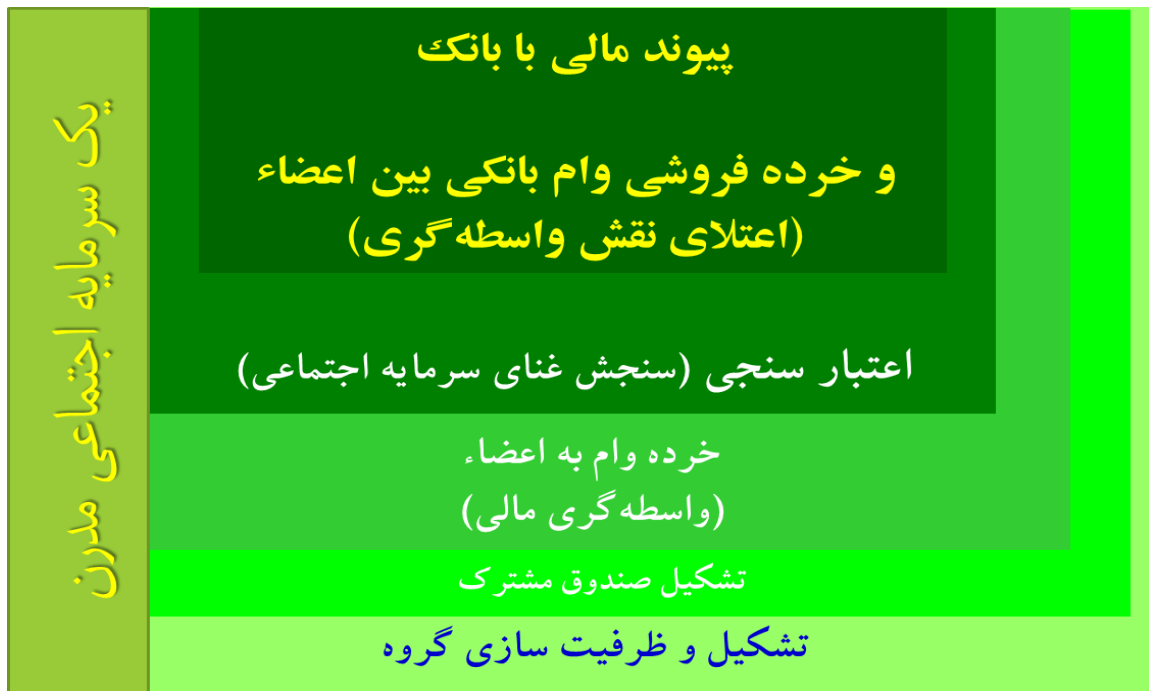 پیوند مالی با بانک
و خرده فروشی وام بانکی بین اعضاء
(اعتلای نقش واسطه گری)
اعتبار سنجی (سنجش غنای سرمایه اجتماعی)
خرده وام به اعضاء
(واسطه گری مالی)
تشکیل صندوق مشترک
تشکیل و ظرفیت سازی گروه
یک سرمایه اجتماعی مدرن